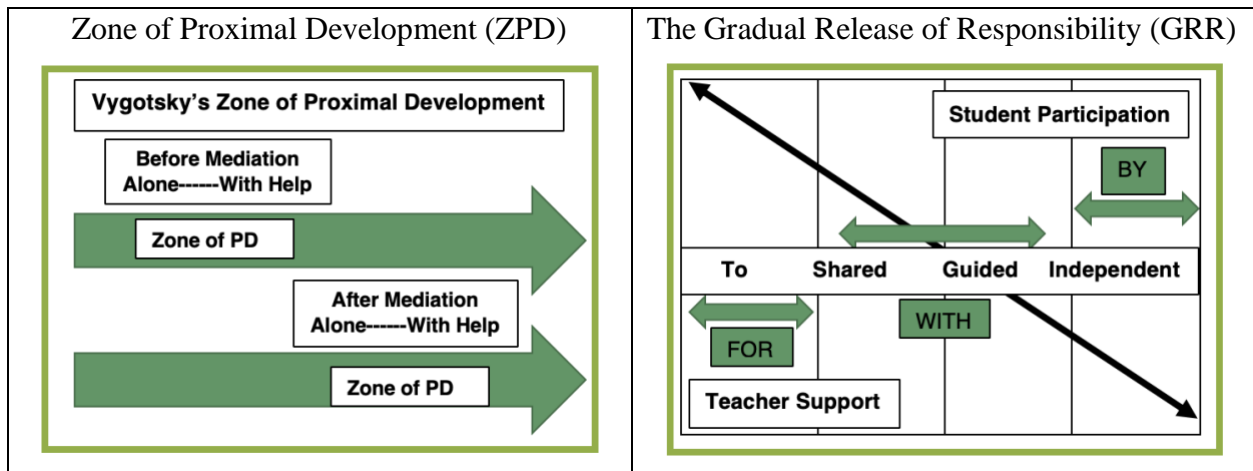 Zone of Proximal Development (ZPD)
Vygotsky's Zone of Proximal Development
Before Mediation
Alone------With Help
Zone of PD
After Mediation
Alone------With Help
Zone of PD
The Gradual Release of Responsibility (GRR)
Student Participation
BY
To Shared Guided Independent
WITH
FOR
Teacher Support